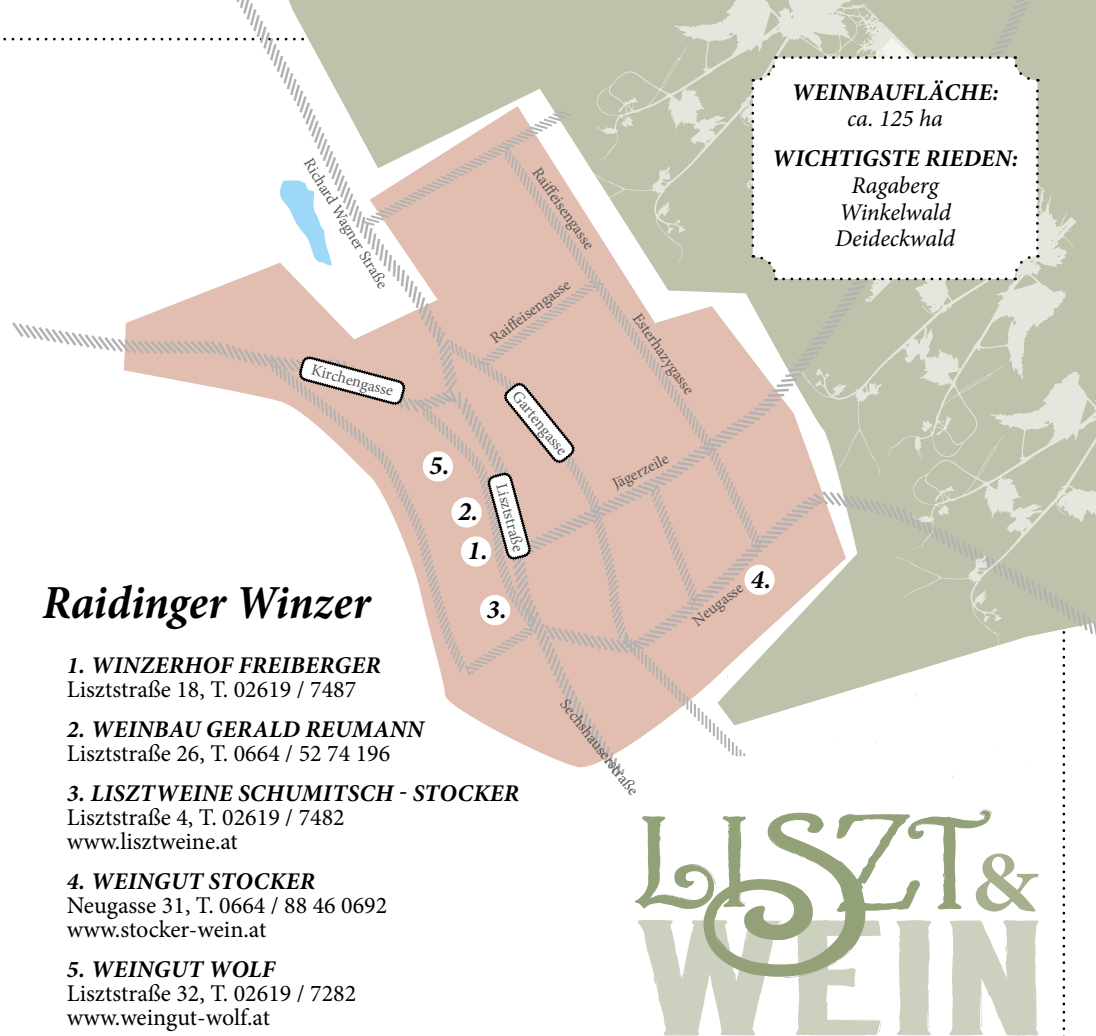 WEINBAUFLÄCHE:
ca. 125 ha
WICHTIGSTE RIEDEN:
Ragaberg
Winkelwald
Deideckwald
Richard Wagner Straße
Raiffeisengasse
Raiffeisengasse
Esterhazygasse
Kirchengasse
Gartengasse
Lisztstraße
Jägerzeile
5.
2.
1.
3.
4.
Neugasse
Sechshauserstraße
Raidinger Winzer
1. WINZERHOF FREIBERGER
Lisztstraße 18, T. 02619 / 7487
2. WEINBAU GERALD REUMANN
Lisztstraße 26, T. 0664 / 52 74 196
3. LISZTWEINE SCHUMITSCH - STOCKER
Lisztstraße 4, T. 02619 / 7482
www.lisztweine.at
4. WEINGUT STOCKER
Neugasse 31, T. 0664 / 88 46 0692
www.stocker-wein.at
5. WEINGUT WOLF
Lisztstraße 32, T. 02619 / 7282
www.weingut-wolf.at
LISZT &
WEIN